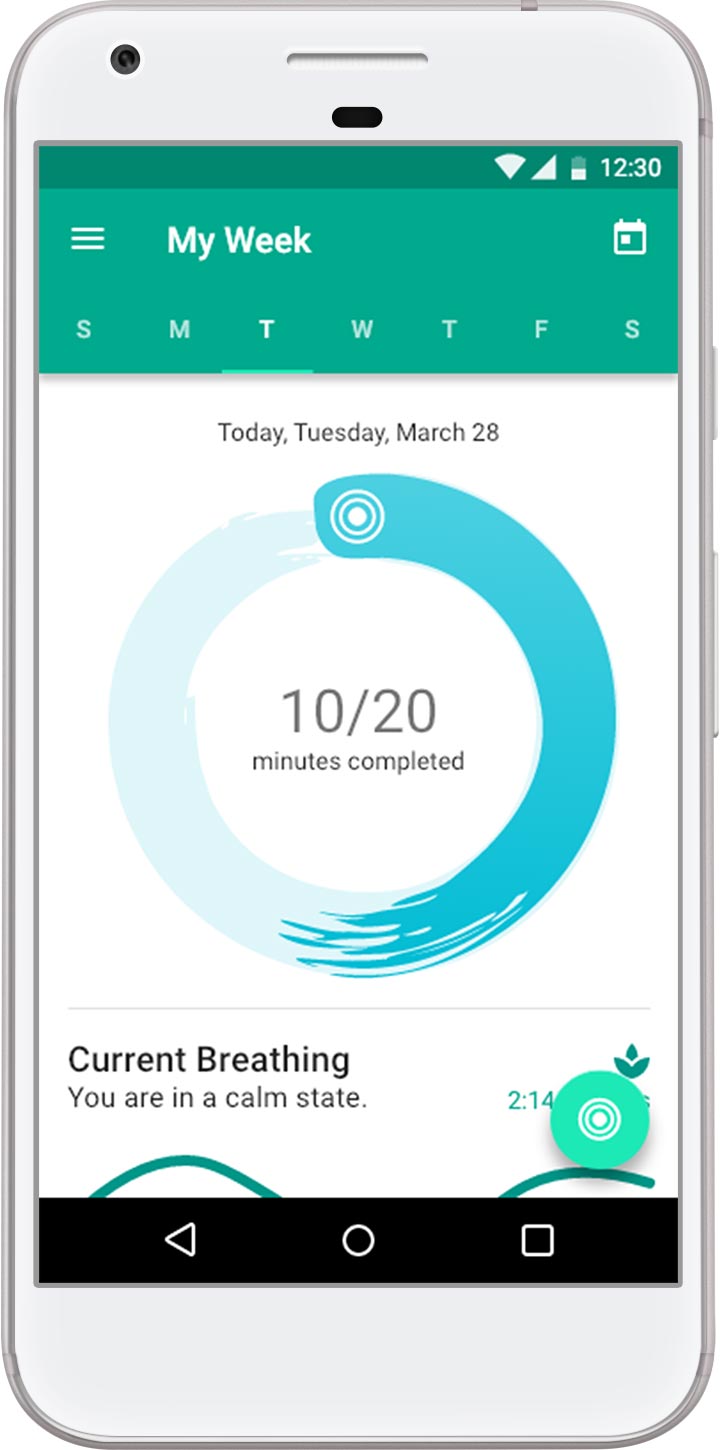 12:30
My Week
S M T W T F S
Today, Tuesday, March 28
10/20
minutes completed
Current Breathing
You are in a calm state.
2:14